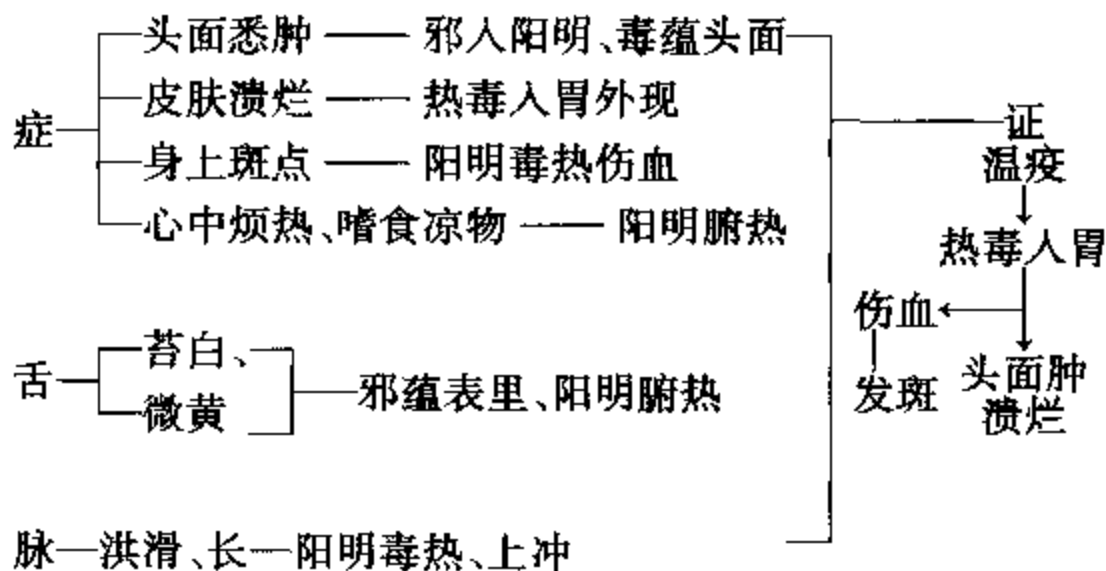 症
头面悉肿 邪人阳明、毒蕴头面
皮肤溃烂 热毒人胃外现
身上斑点 阳明毒热伤血
心中烦热、嗜食凉物 阳明腑热
舌
苔白、
微黄
邪蕴表里、阳明腑热
脉 洪滑、长 阳明毒热、上冲
证
温疫
热毒人胃
伤血
发斑
头面肿
溃烂